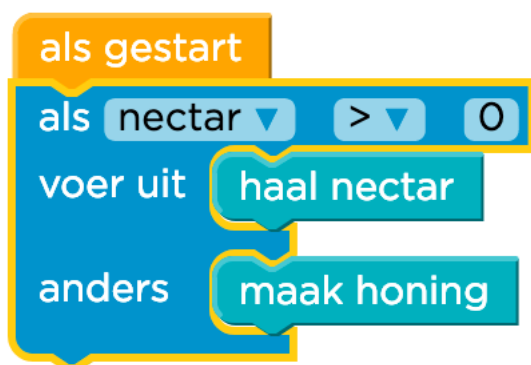 als gestart
als nectar ▼ > ▼ 0
voer uit haal nectar
anders maak honing